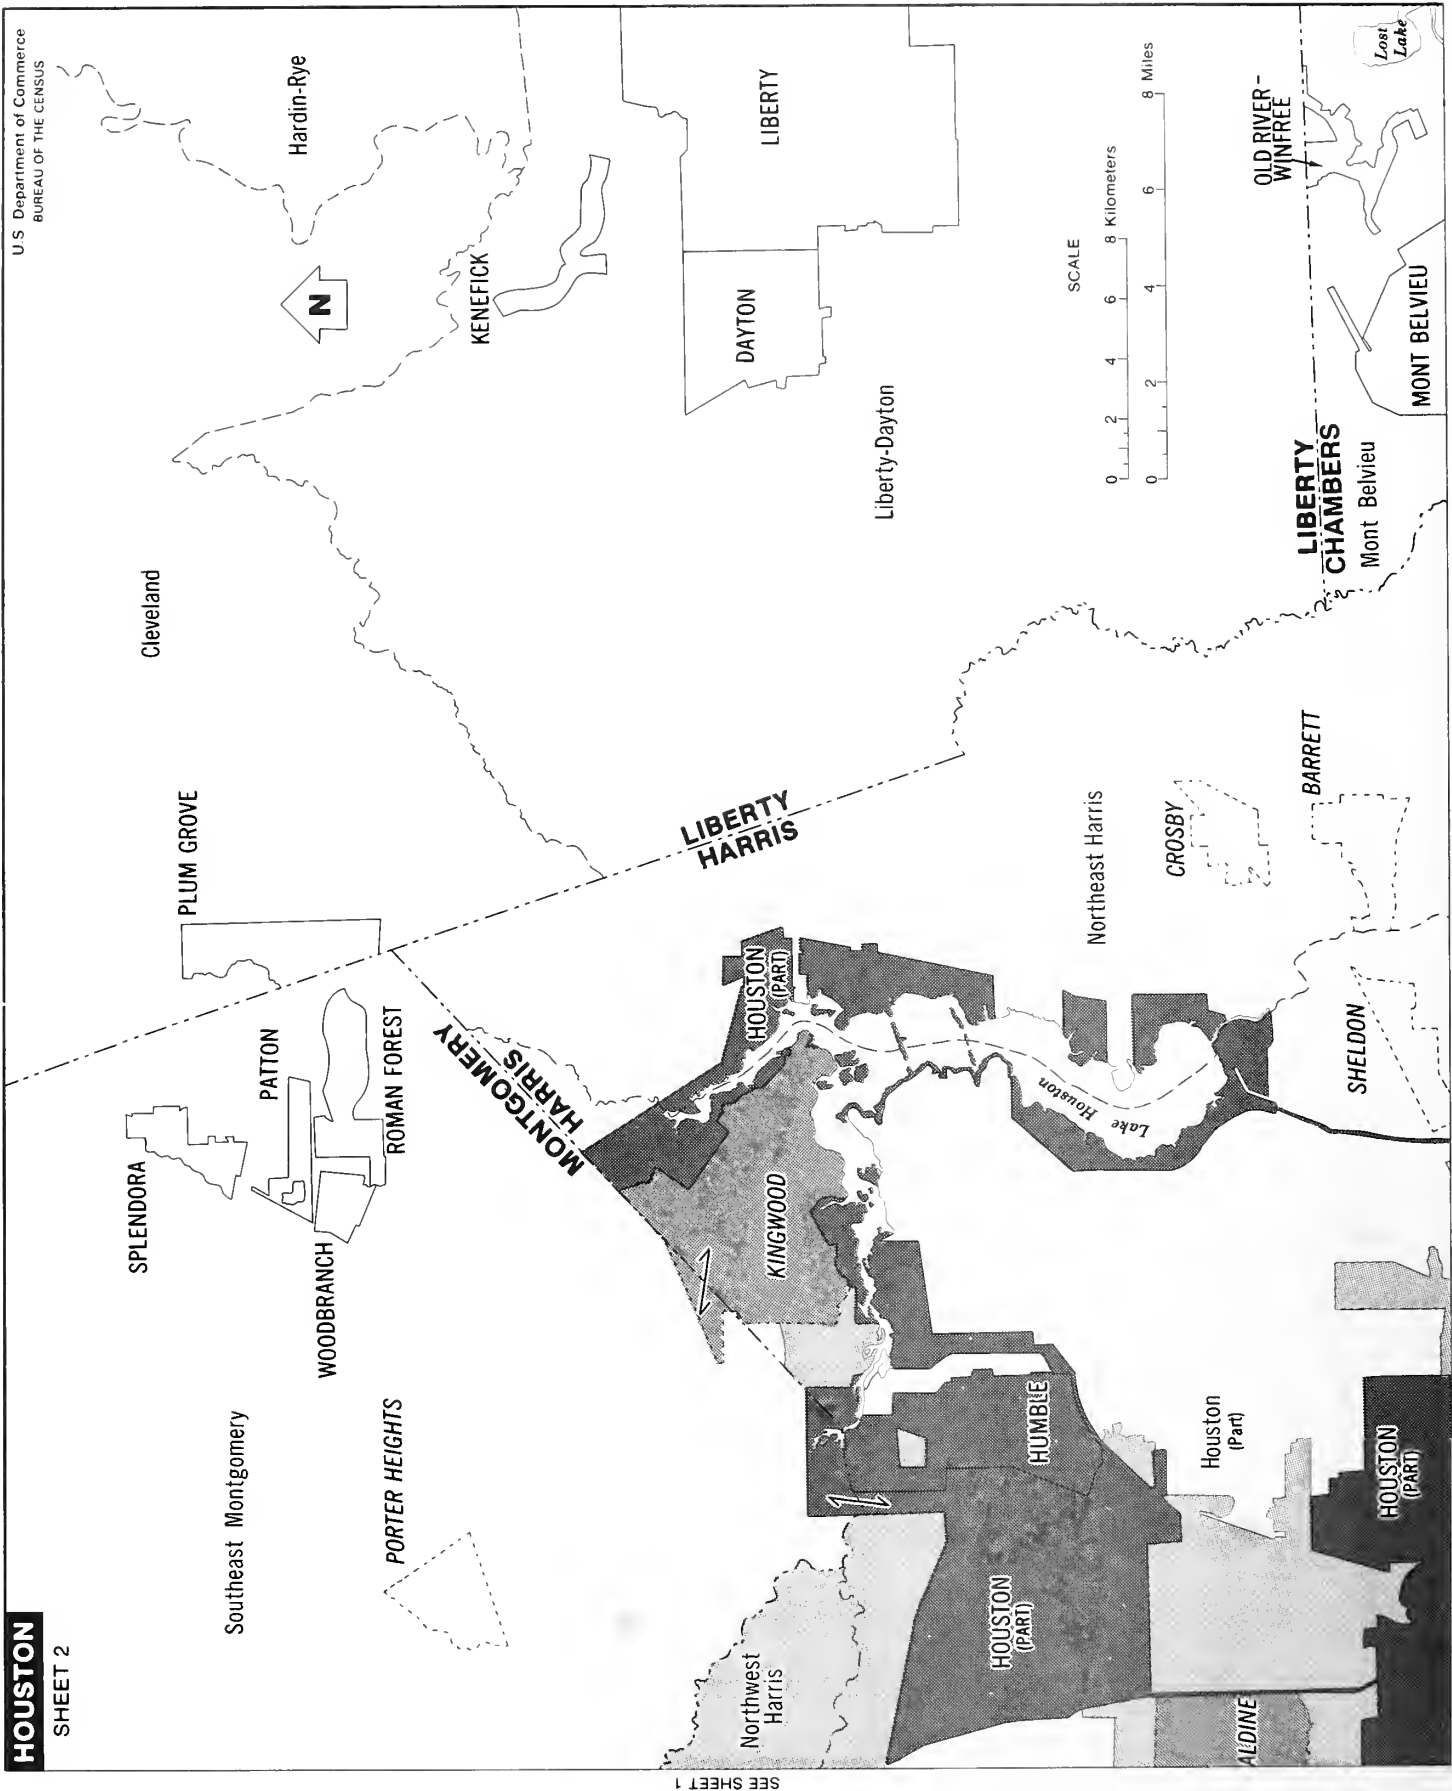 HOUSTON
SHEET 2
U.S Department of Commerce
BUREAU OF THE CENSUS
Hardin-Rye
Cleveland
N
KENEFICK
LIBERTY
DAYTON
Liberty-Dayton
SCALE
0 2 4 6 8 Kilometers
0 2 4 6 8 Miles
OLD RIVER-
WINFREE
Lost
Lake
MONT BELVIEU
LIBERTY
CHAMBERS
Mont Belvieu
PLUM GROVE
LIBERTY
HARRIS
SPLENDORA
PATTON
ROMAN FOREST
WOODBRANCH
MONTGOMERY
HARRIS
Southeast Montgomery
PORTER HEIGHTS
HOUSTON
(PART)
KINGWOOD
Lake Houston
Northeast Harris
CROSBY
BARRETT
SHELDON
HUMBLE
Houston
(Part)
HOUSTON
(PART)
HOUSTON
(PART)
Northwest
Harris
ALDINE
SEE SHEET 1